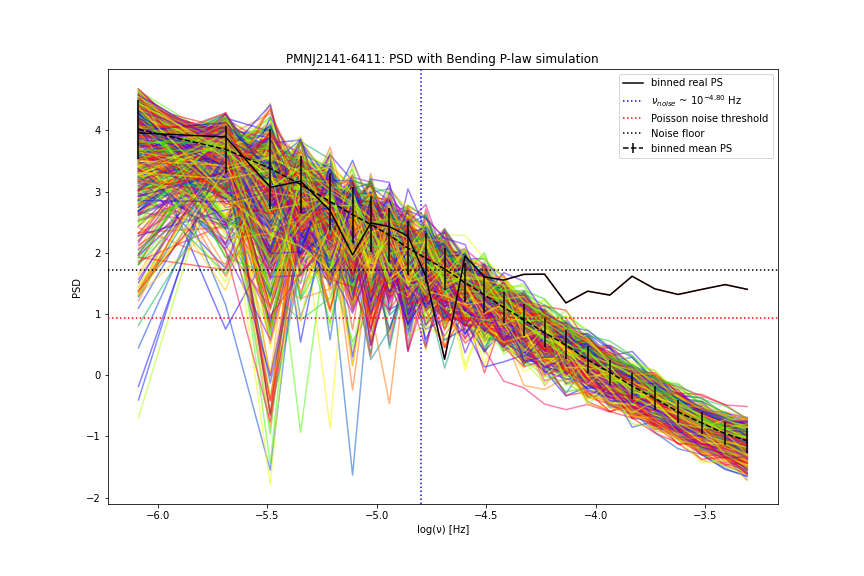 PMNJ2141-6411: PSD with Bending P-law simulation
binned real PS
ν_noise ~ 10^−4.80 Hz
Poisson noise threshold
Noise floor
binned mean PS
PSD
4
3
2
1
0
−1
−2
−6.0 −5.5 −5.0 −4.5 −4.0 −3.5
log(ν) [Hz]